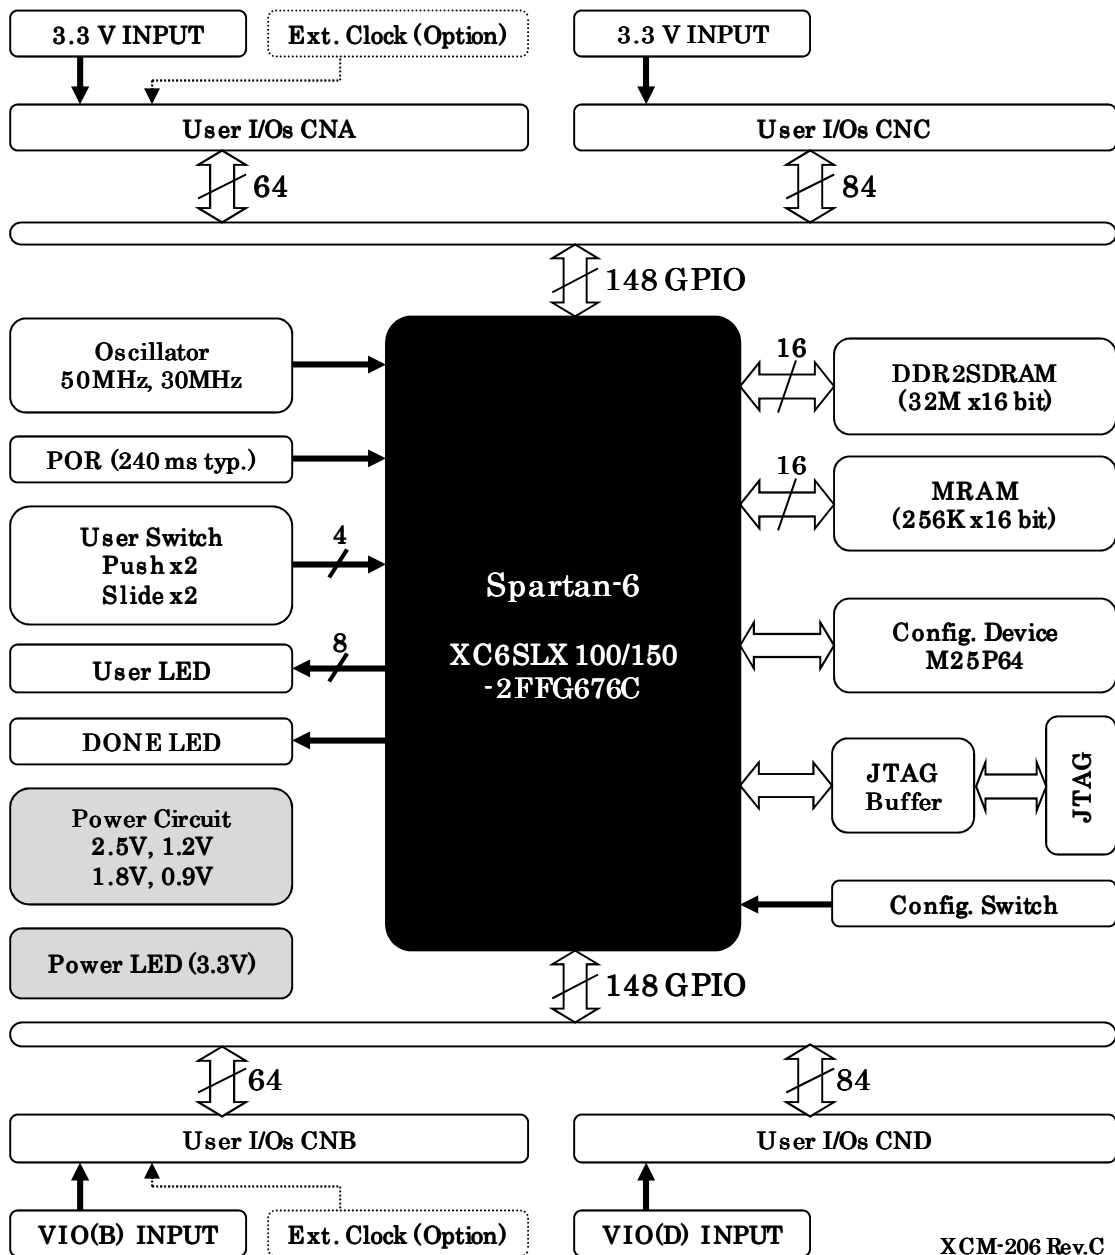 3.3 V INPUT
Ext. Clock (Option)
3.3 V INPUT
User I/Os CNA
User I/Os CNC
64
84
148 GPIO
Oscillator
50MHz, 30MHz
16
DDR2SDRAM
(32M x16 bit)
POR (240 ms typ.)
16
MRAM
(256K x16 bit)
User Switch
Push x2
Slide x2
4
Spartan-6
XC6SLX 100/150
-2FFG676C
Config. Device
M25P64
User LED
8
DONE LED
JTAG
Buffer
JTAG
Power Circuit
2.5V, 1.2V
1.8V, 0.9V
Config. Switch
Power LED (3.3V)
148 GPIO
64
84
User I/Os CNB
User I/Os CND
VIO(B) INPUT
Ext. Clock (Option)
VIO(D) INPUT
XCM-206 Rev.C